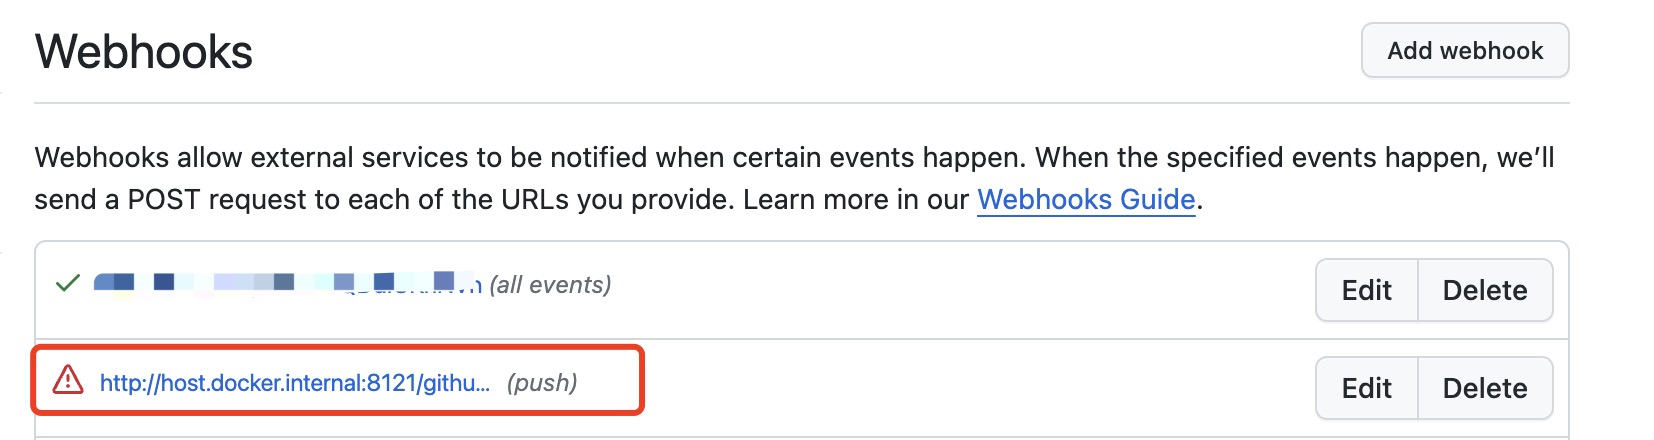 Webhooks
Add webhook
Webhooks allow external services to be notified when certain events happen. When the specified events happen, we’ll
send a POST request to each of the URLs you provide. Learn more in our Webhooks Guide.
(all events)
Edit
Delete
http://host.docker.internal:8121/githu... (push)
Edit
Delete